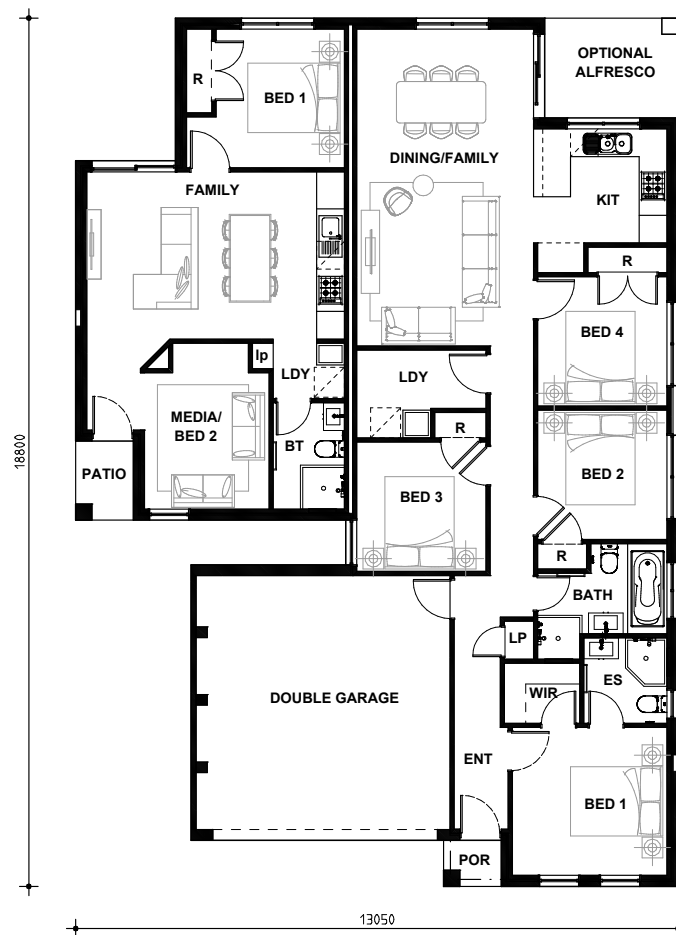 OPTIONAL
ALFRESCO
R
BED 1
DINING/FAMILY
FAMILY
KIT
R
BED 4
lp
LDY
LDY
MEDIA/
BED 2
R
BT
BED 2
PATIO
BED 3
18800
R
BATH
LP
ES
WIR
DOUBLE GARAGE
ENT
BED 1
POR
13050